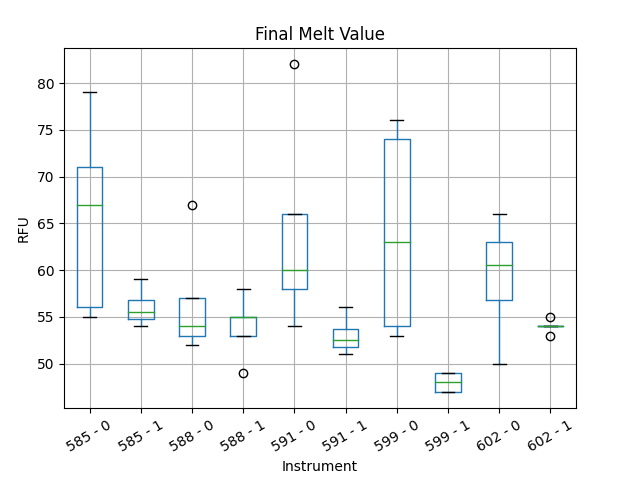 Final Melt Value
80
75
70
65
60
55
50
RFU
585 - 0
585 - 1
588 - 0
588 - 1
591 - 0
591 - 1
599 - 0
599 - 1
602 - 0
602 - 1
Instrument